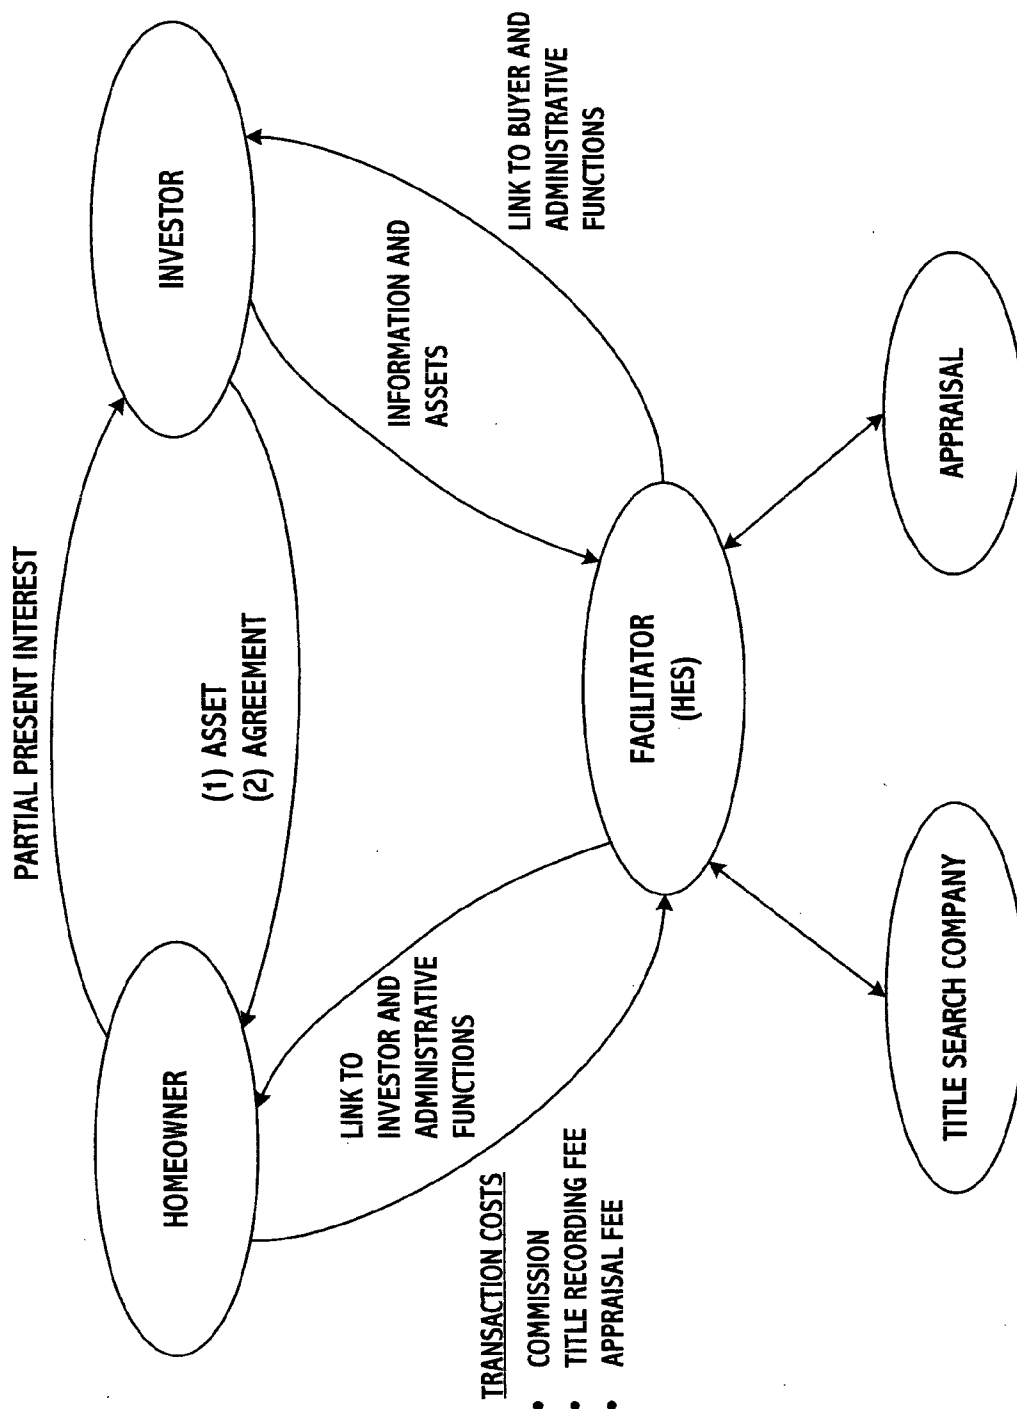 PARTIAL PRESENT INTEREST
HOMEOWNER
INVESTOR
(1) ASSET
(2) AGREEMENT
LINK TO
INVESTOR AND
ADMINISTRATIVE
FUNCTIONS
INFORMATION AND
ASSETS
TRANSACTION COSTS
• COMMISSION
• TITLE RECORDING FEE
• APPRAISAL FEE
LINK TO BUYER AND
ADMINISTRATIVE
FUNCTIONS
FACILITATOR
(HES)
TITLE SEARCH COMPANY
APPRAISAL